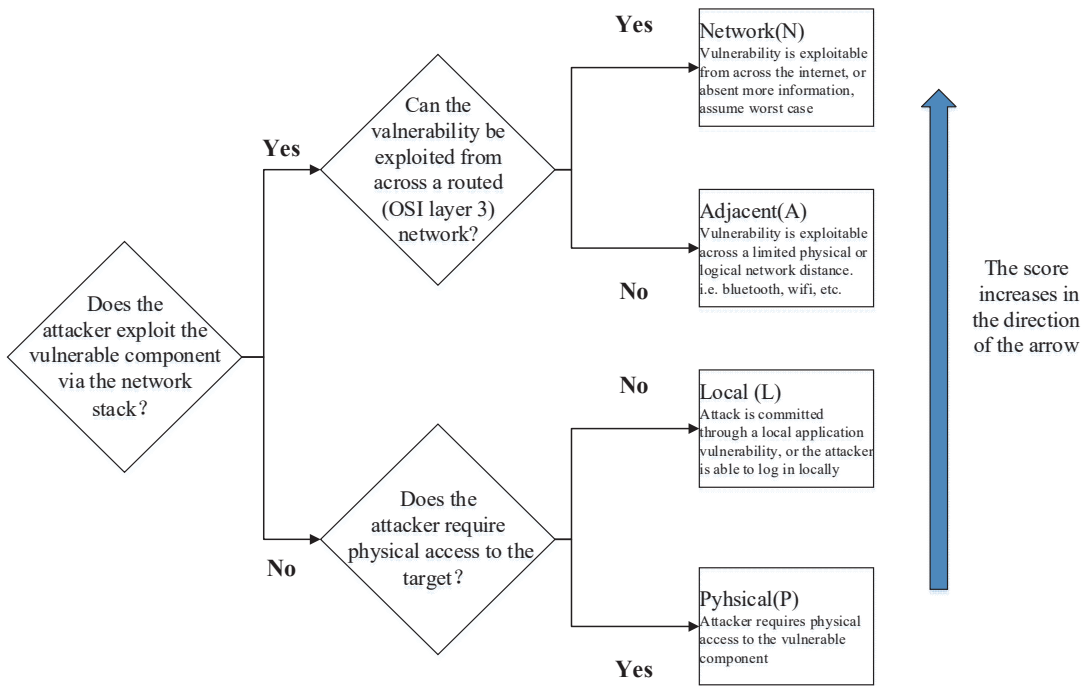 Does the
attacker exploit the
vulnerable component
via the network
stack?
Yes
No
Can the
valnerability be
exploited from
across a routed
(OSI layer 3)
network?
Does the
attacker require
physical access to the
target?
Yes
Network(N)
Vulnerability is exploitable
from across the internet, or
absent more information,
assume worst case
Adjacent(A)
Vulnerability is exploitable
across a limited physical or
logical network distance.
i.e. bluetooth, wifi, etc.
No
No
Local (L)
Attack is committed
through a local application
vulnerability, or the attacker
is able to log in locally
Pyhsical(P)
Attacker requires physical
access to the vulnerable
component
Yes
The score
increases in
the direction
of the arrow